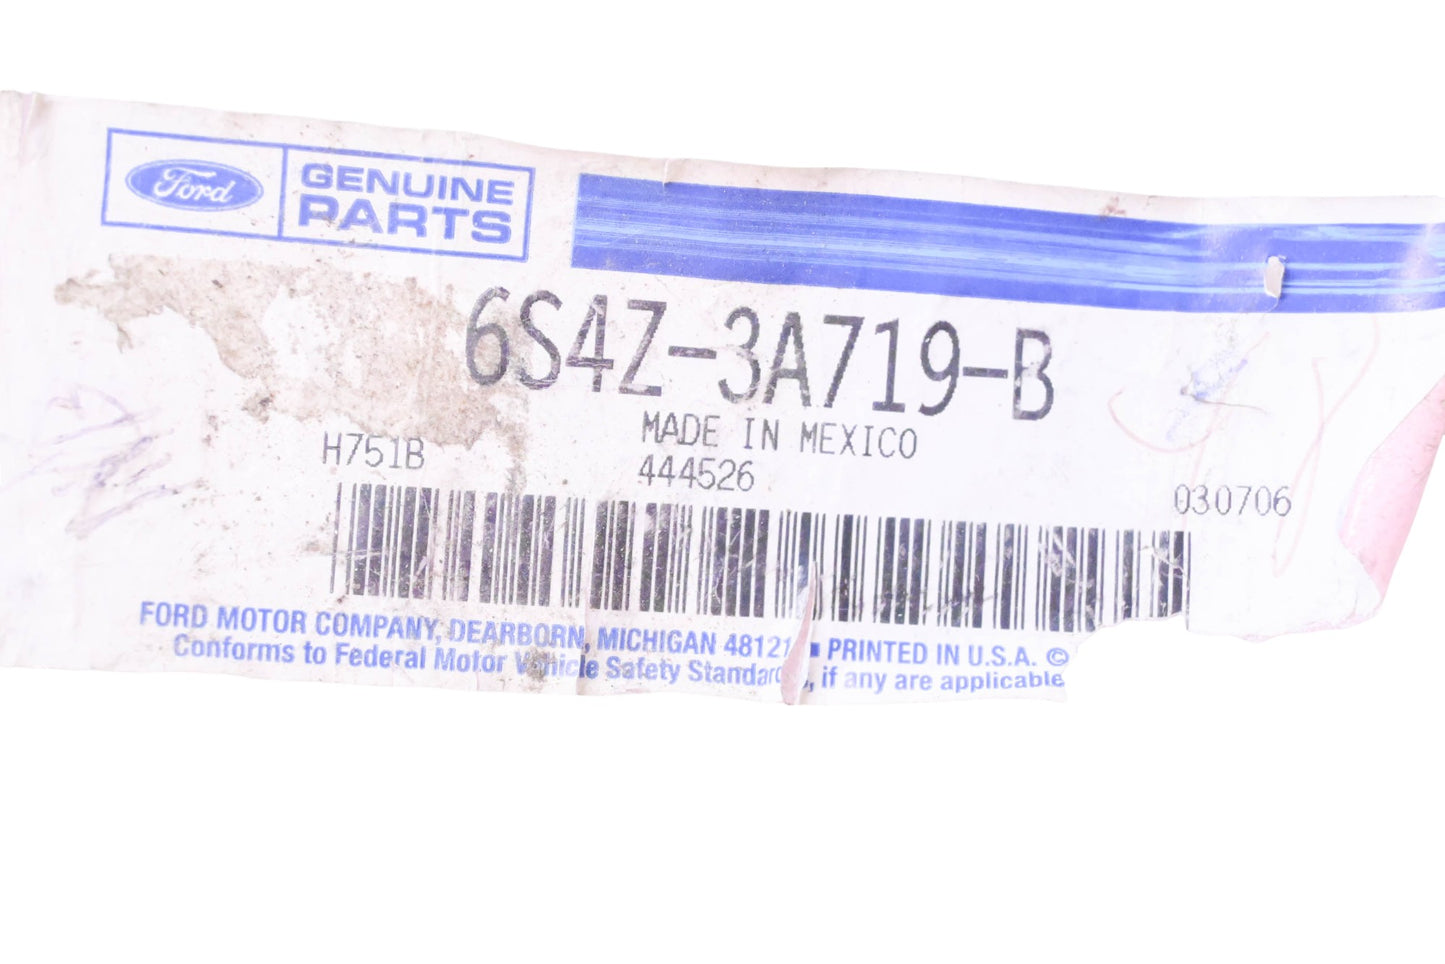 Ford
GENUINE
PARTS
6S4Z-3A719-B
MADE IN MEXICO
H751B
444526
030706
FORD MOTOR COMPANY, DEARBORN, MICHIGAN 48121 ■ PRINTED IN U.S.A. ©
Conforms to Federal Motor Vehicle Safety Standards, if any are applicable